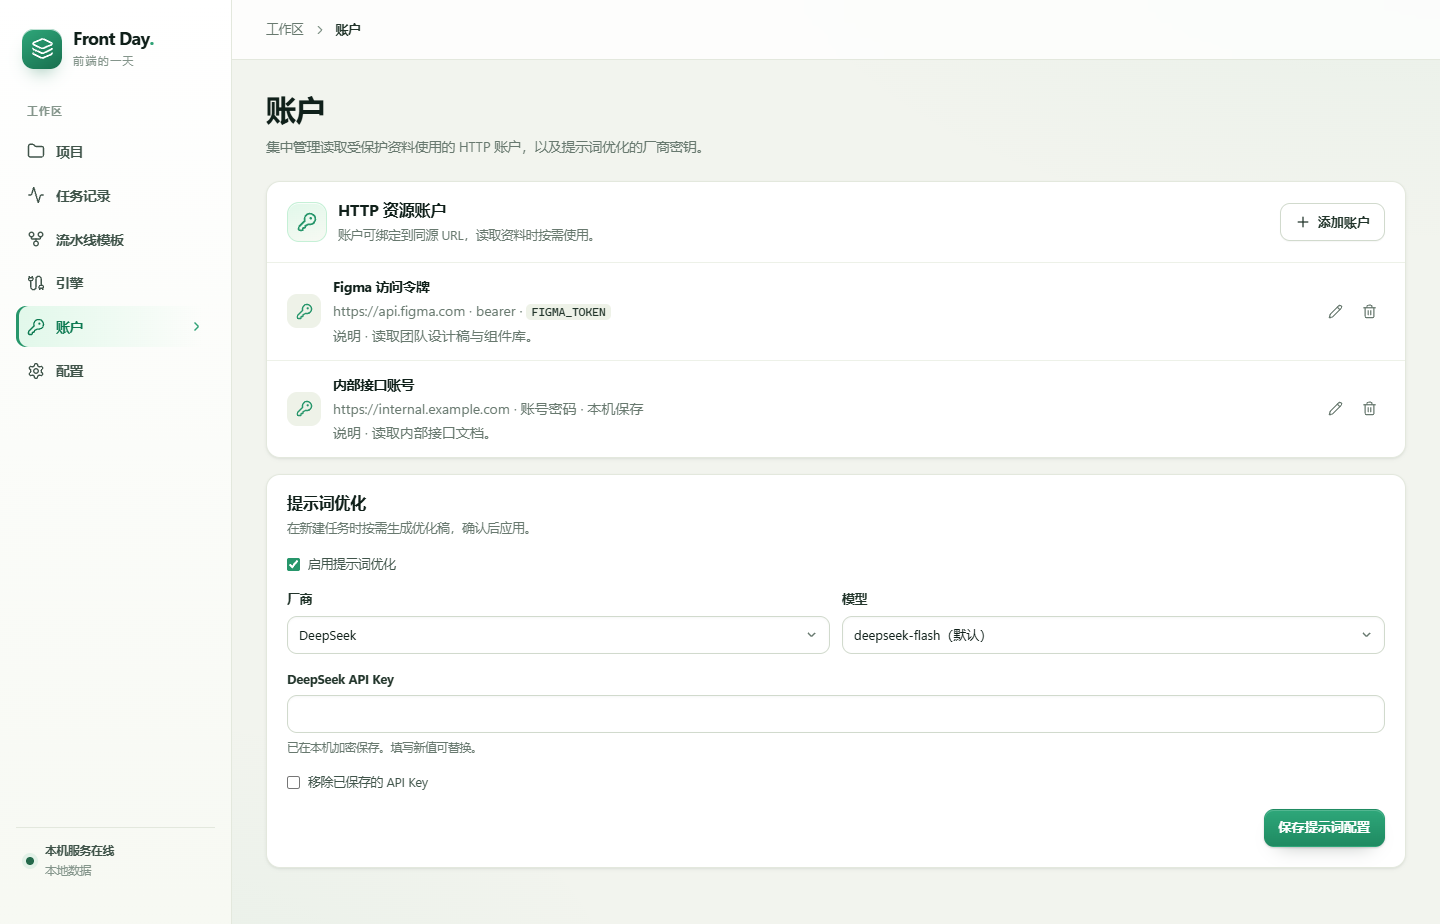 Front Day.
前端的一天
工作区
项目
任务记录
流水线模板
引擎
账户
配置
本机服务在线
本地数据
工作区 > 账户
账户
集中管理读取受保护资料使用的 HTTP 账户，以及提示词优化的厂商密钥。
HTTP 资源账户
账户可绑定到同源 URL，读取资料时按需使用。
添加账户
Figma 访问令牌
https://api.figma.com · bearer · FIGMA_TOKEN
说明 · 读取团队设计稿与组件库。
内部接口账号
https://internal.example.com · 账号密码 · 本机保存
说明 · 读取内部接口文档。
提示词优化
在新建任务时按需生成优化稿，确认后应用。
启用提示词优化
厂商 模型
DeepSeek deepseek-flash（默认）
DeepSeek API Key
已在本机加密保存。填写新值可替换。
移除已保存的 API Key
保存提示词配置